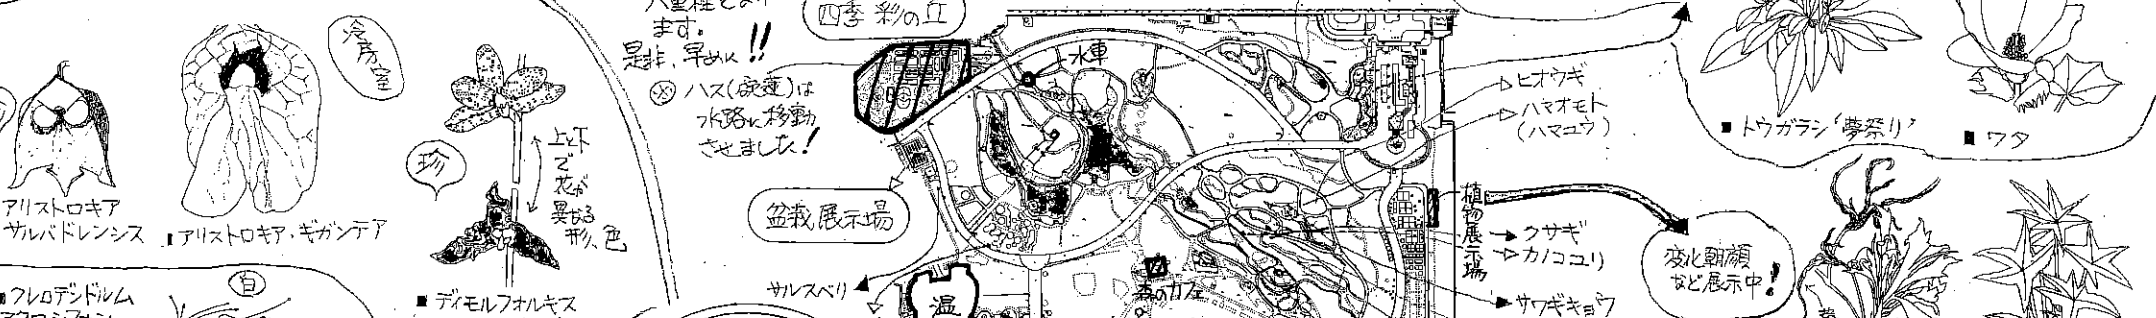 冷房室
アリストロキア
サルバドレンシス
■アリストロキア・ギガンテア
珍
上と下
で
花が
異なる
形、色
■ディモルフォルキス
■クレロデンドルム
白
ます。
是非、早めに!!
ハス
は
水路に移動
させました!
四季 彩の丘
水車
盆栽展示場
サルスベリ
温
森のカフェ
ヒオウギ
ハマオモト
(ハマユウ)
植物展示場
クサギ
カノコユリ
サワギキョウ
■トウガラシ '夢祭り'
■ワタ
変化朝顔
など展示中!